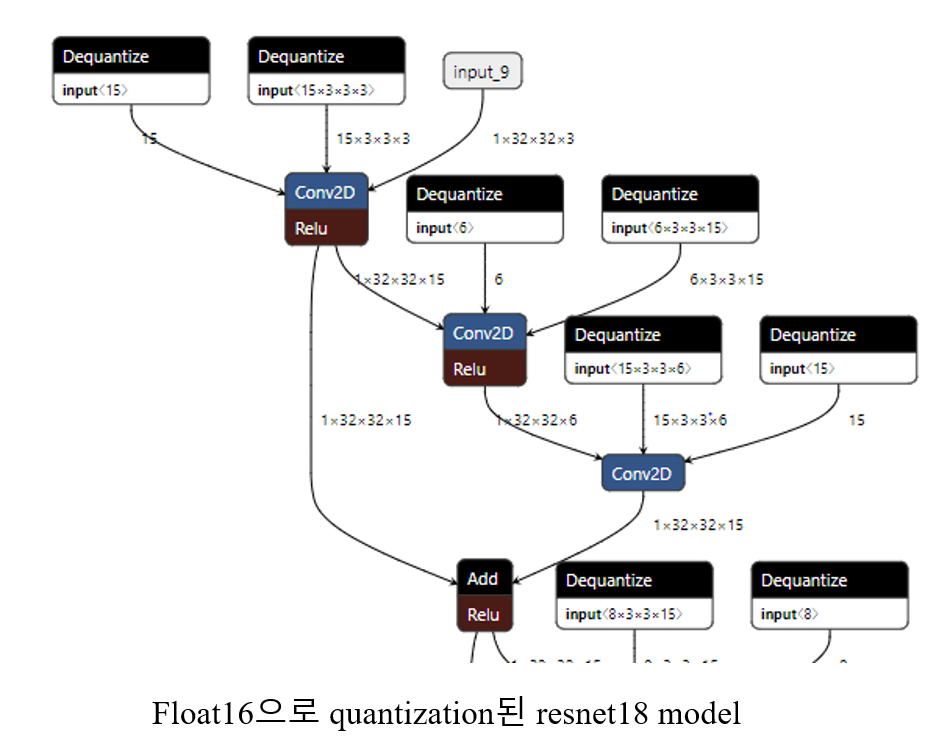 Dequantize
input〈15〉
Dequantize
input〈15×3×3×3〉
input_9
15
15×3×3×3
1×32×32×3
Conv2D
Relu
Dequantize
input〈6〉
Dequantize
input〈6×3×3×15〉
1×32×32×15
6
6×3×3×15
Conv2D
Relu
Dequantize
input〈15×3×3×6〉
Dequantize
input〈15〉
1×32×32×15
1×32×32×6
15×3×3×6
15
Conv2D
1×32×32×15
Add
Relu
Dequantize
input〈8×3×3×15〉
Dequantize
input〈8〉
Float16으로 quantization된 resnet18 model